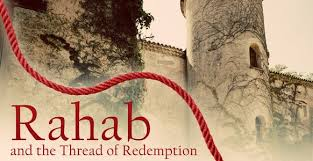 Rahab
and the Thread of Redemption